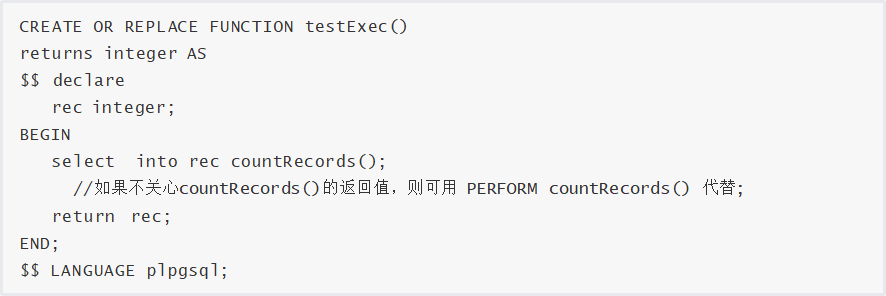 CREATE OR REPLACE FUNCTION testExec()
returns integer AS
$$ declare
rec integer;
BEGIN
select into rec countRecords();
//如果不关心countRecords()的返回值，则可用 PERFORM countRecords() 代替;
return rec;
END;
$$ LANGUAGE plpgsql;